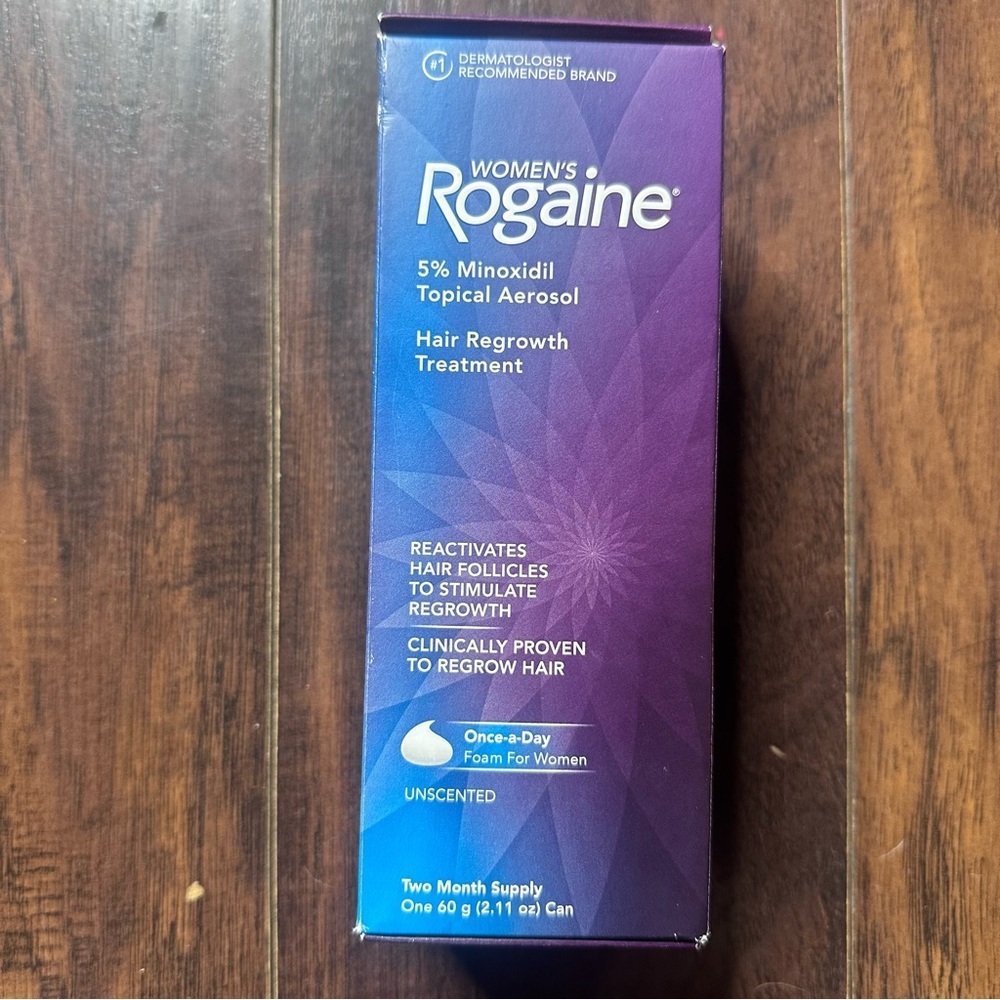 #1 DERMATOLOGIST
RECOMMENDED BRAND
WOMEN'S
Rogaine®
5% Minoxidil
Topical Aerosol
Hair Regrowth
Treatment
REACTIVATES
HAIR FOLLICLES
TO STIMULATE
REGROWTH
CLINICALLY PROVEN
TO REGROW HAIR
Once-a-Day
Foam For Women
UNSCENTED
Two Month Supply
One 60 g (2.11 oz) Can